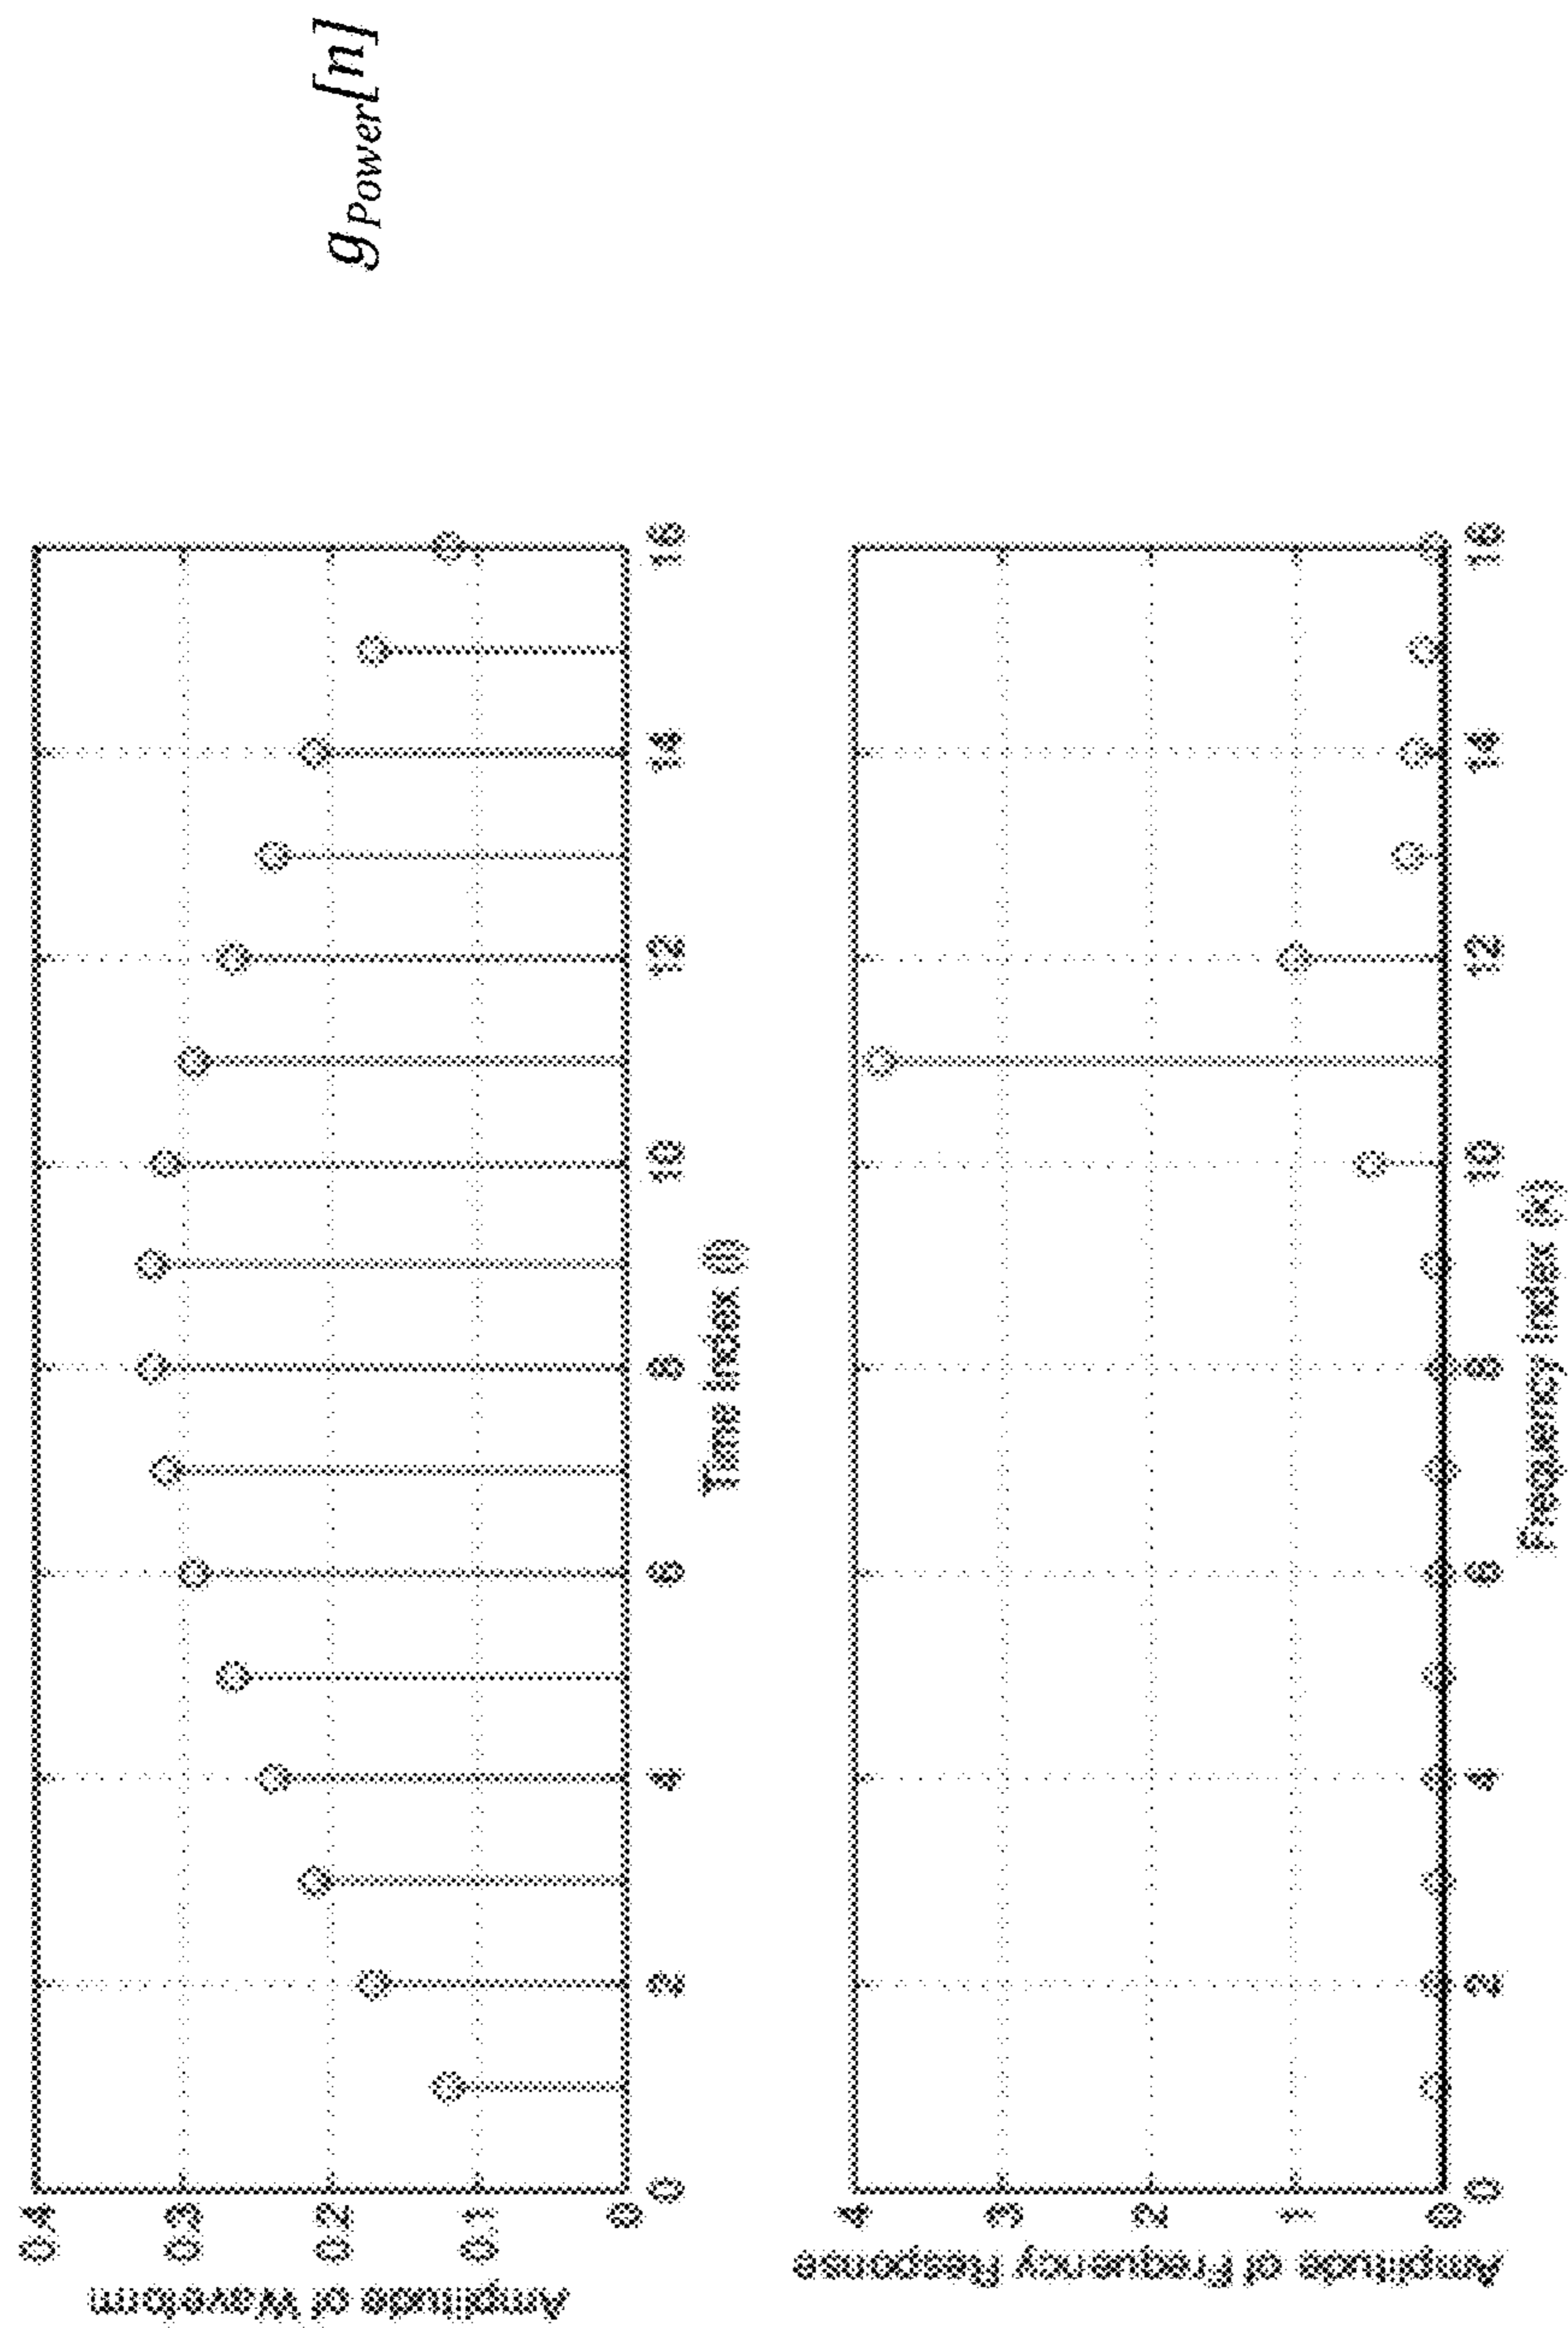 g_Power[n]
Amplitude of Waveform
0.4
0.3
0.2
0.1
0
0 2 4 6 8 10 12 14 16
Time Index (l)
Amplitude of Frequency Response
4
3
2
1
0
0 2 4 6 8 10 12 14 16
Frequency Index (κ)